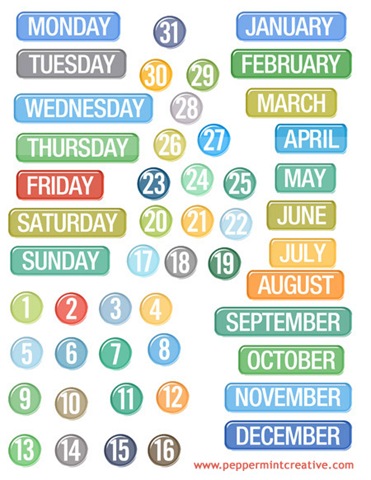 MONDAY
31
JANUARY
TUESDAY
30
29
FEBRUARY
WEDNESDAY
28
MARCH
THURSDAY
26
27
APRIL
FRIDAY
23
24
25
MAY
SATURDAY
20
21
22
JUNE
SUNDAY
17
18
19
JULY
AUGUST
1
2
3
4
SEPTEMBER
5
6
7
8
OCTOBER
9
10
11
12
NOVEMBER
13
14
15
16
DECEMBER
www.peppermintcreative.com